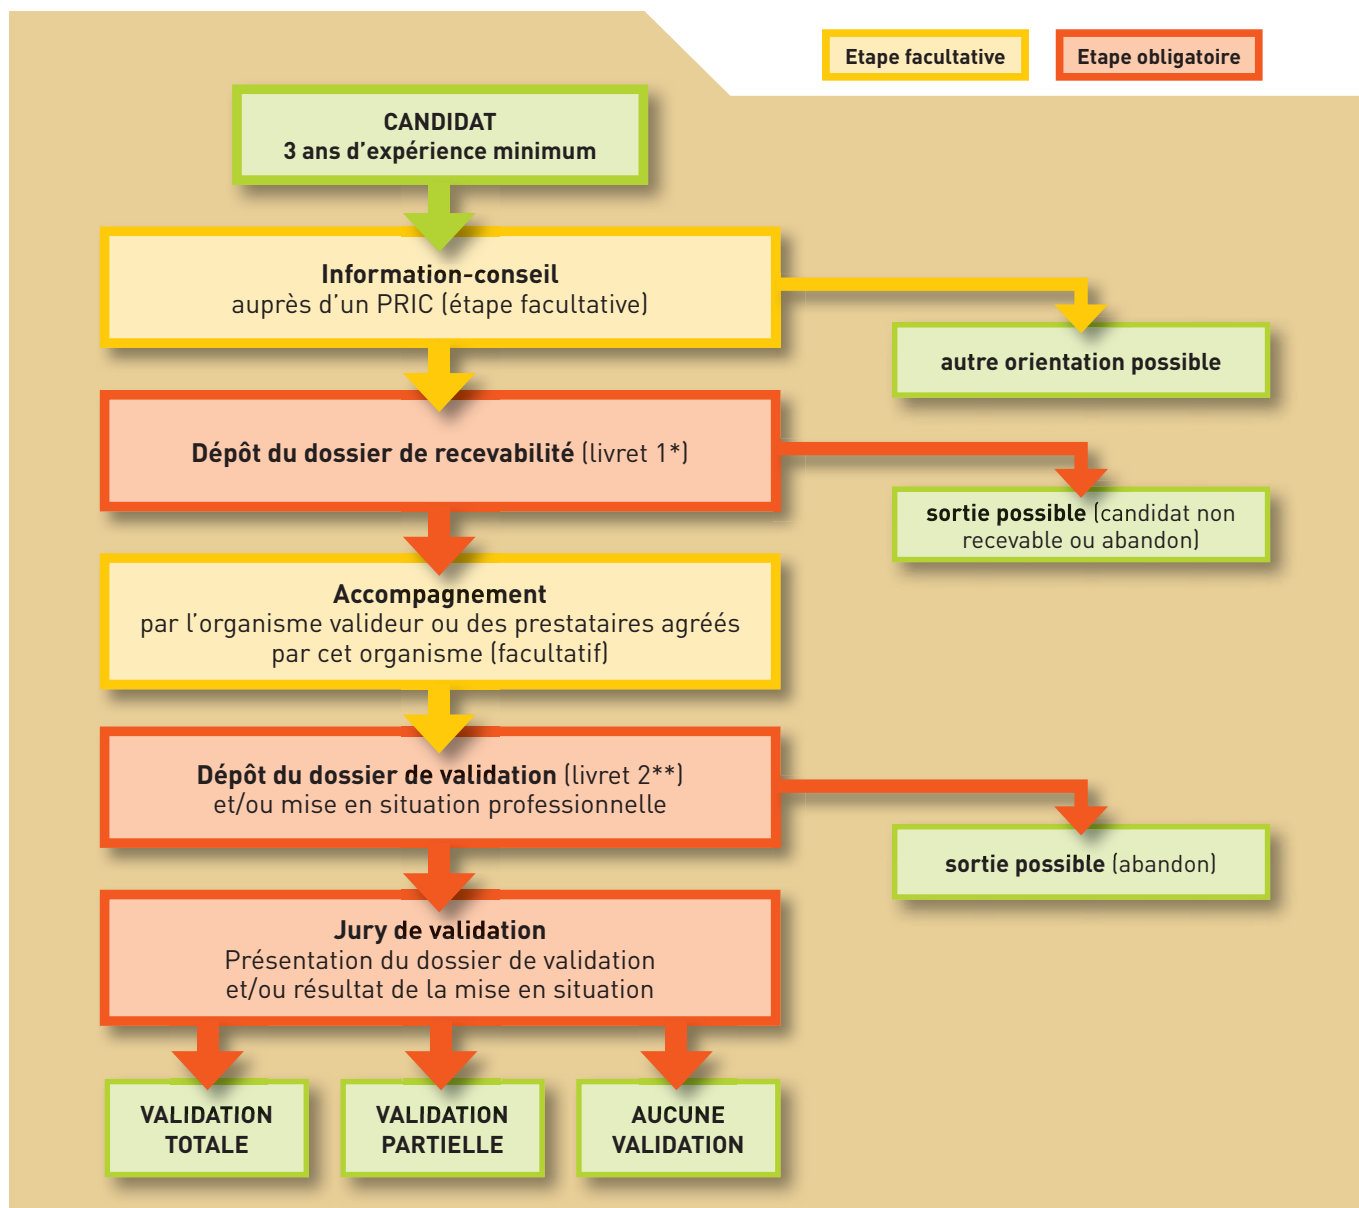 Etape facultative
Etape obligatoire
CANDIDAT
3 ans d’expérience minimum
Information-conseil
auprès d’un PRIC (étape facultative)
autre orientation possible
Dépôt du dossier de recevabilité (livret 1*)
sortie possible (candidat non
recevable ou abandon)
Accompagnement
par l’organisme valideur ou des prestataires agréés
par cet organisme (facultatif)
Dépôt du dossier de validation (livret 2**)
et/ou mise en situation professionnelle
sortie possible (abandon)
Jury de validation
Présentation du dossier de validation
et/ou résultat de la mise en situation
VALIDATION
TOTALE
VALIDATION
PARTIELLE
AUCUNE
VALIDATION